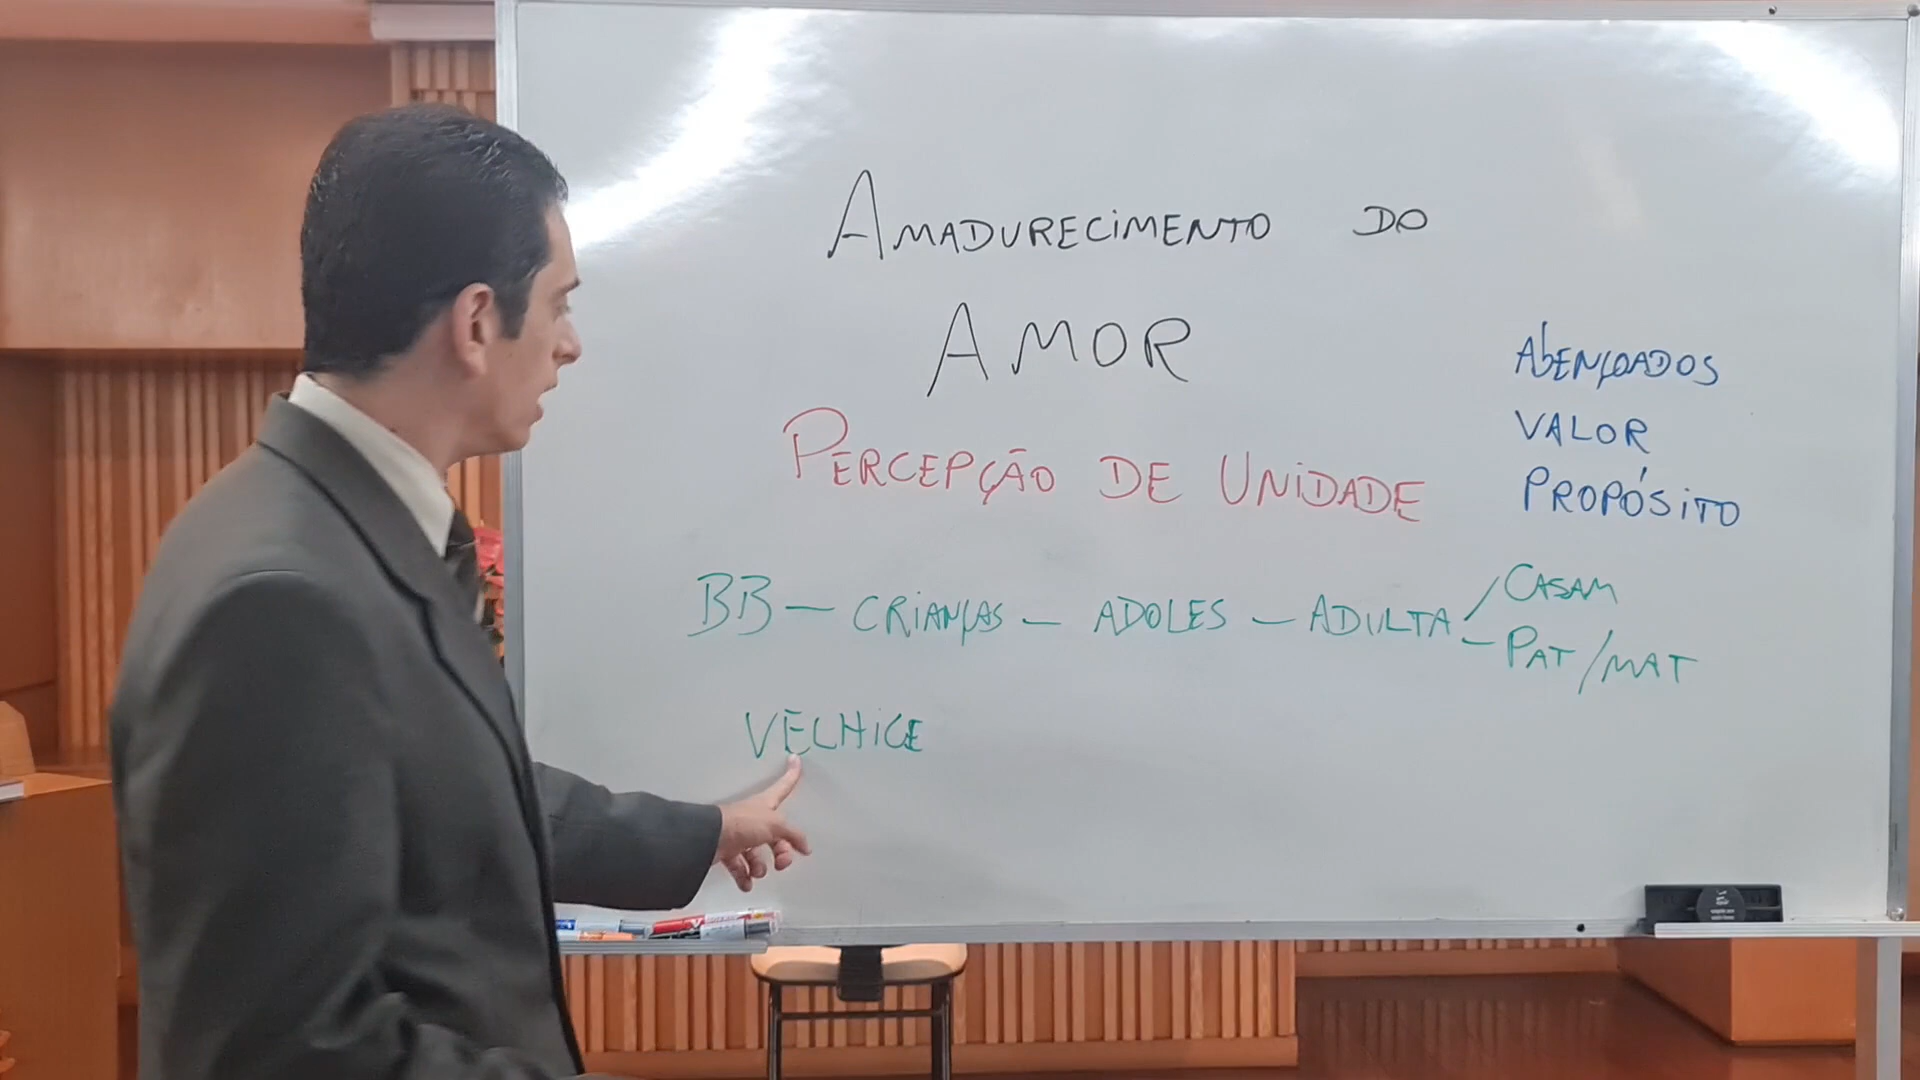 AMADURECIMENTO DO
AMOR
PERCEPÇÃO DE UNIDADE
ABENÇOADOS
VALOR
PROPÓSITO
BB — CRIANÇAS — ADOLES — ADULTA / CASAM
— PAT/MAT
VELHICE